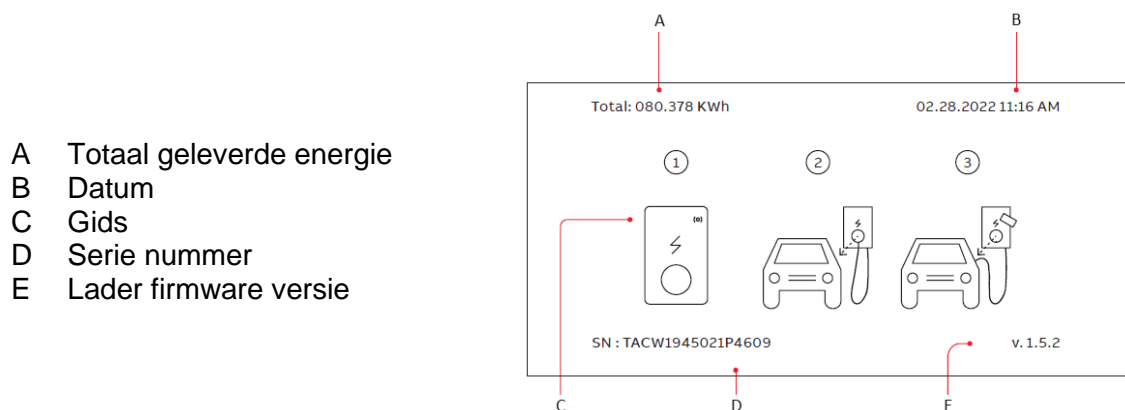 A Totaal geleverde energie
B Datum
C Gids
D Serie nummer
E Lader firmware versie
A B
Total: 080.378 KWh 02.28.2022 11:16 AM
1 2 3
SN : TACW1945021P4609 v. 1.5.2
C D E